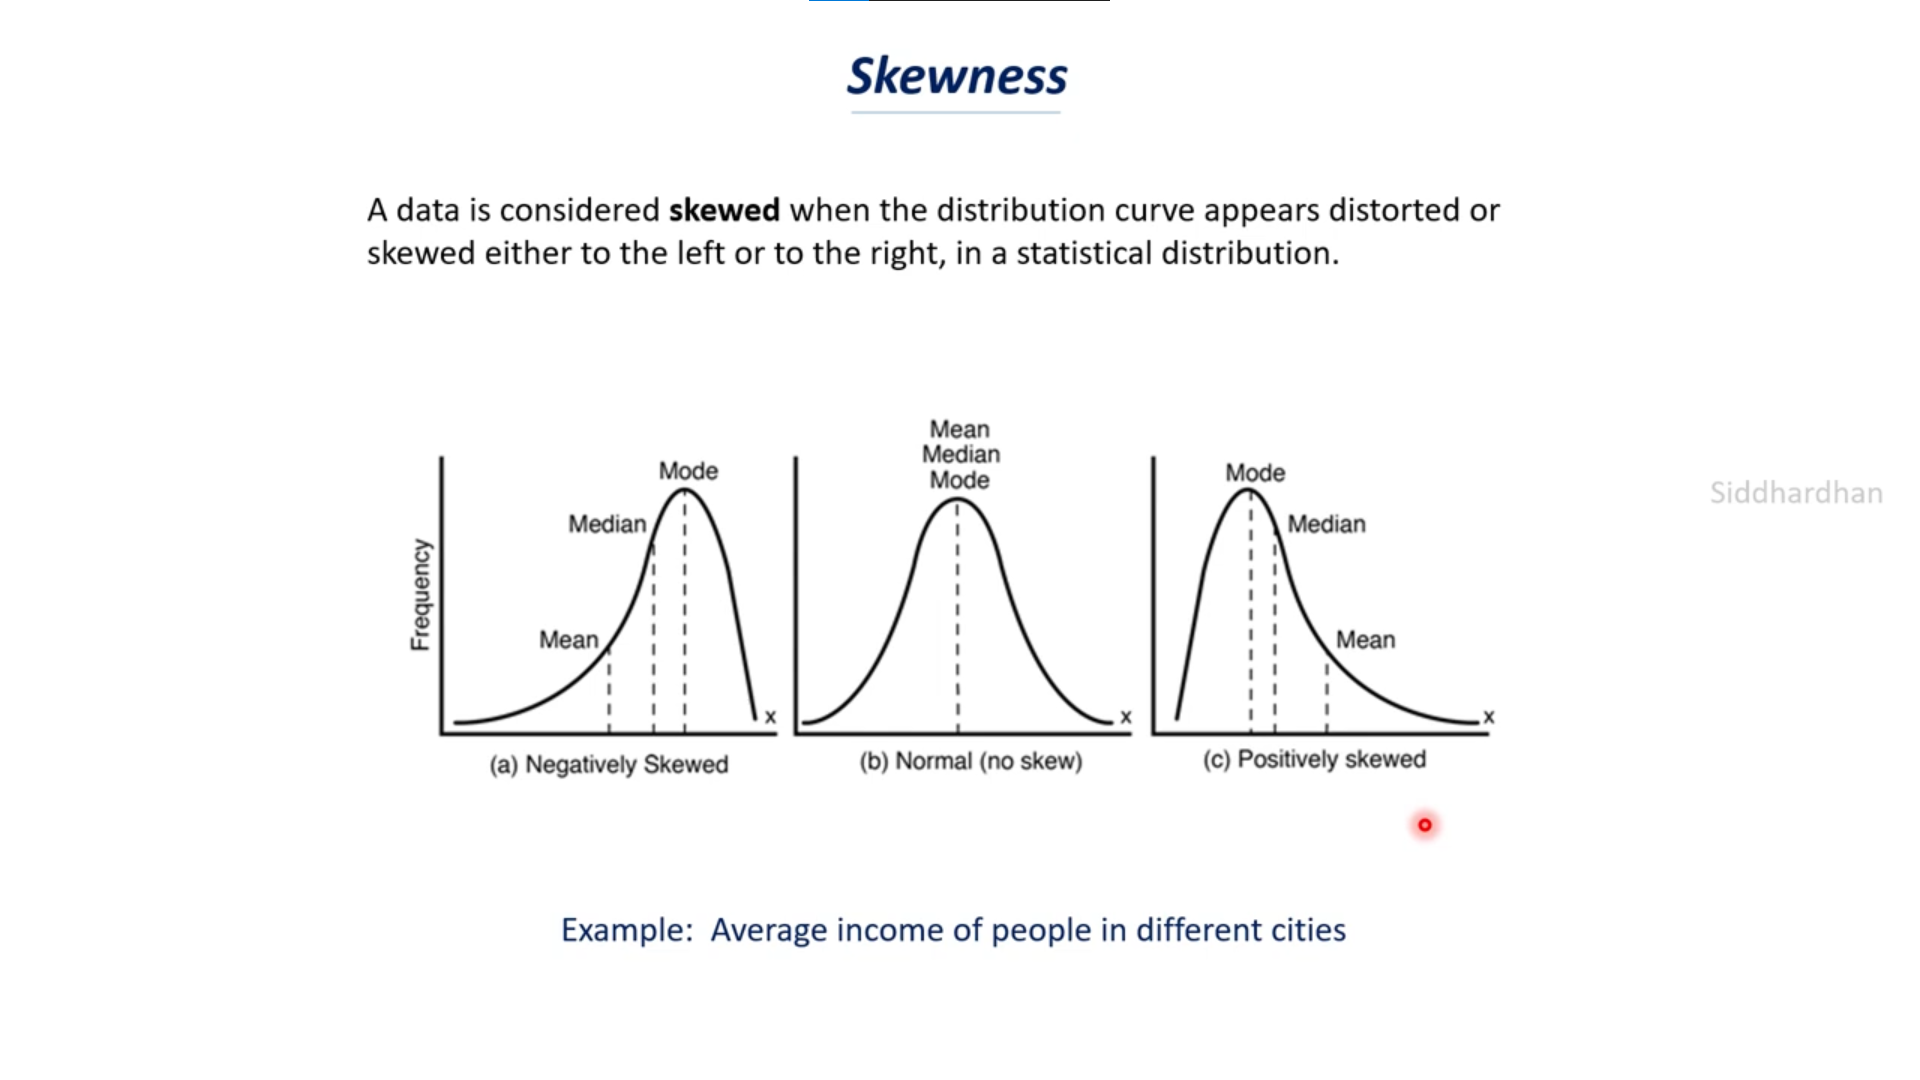 Skewness
A data is considered skewed when the distribution curve appears distorted or
skewed either to the left or to the right, in a statistical distribution.
Frequency
Mode
Median
Mean
x
(a) Negatively Skewed
Mean
Median
Mode
x
(b) Normal (no skew)
Mode
Median
Mean
x
(c) Positively skewed
Siddhardhan
Example: Average income of people in different cities